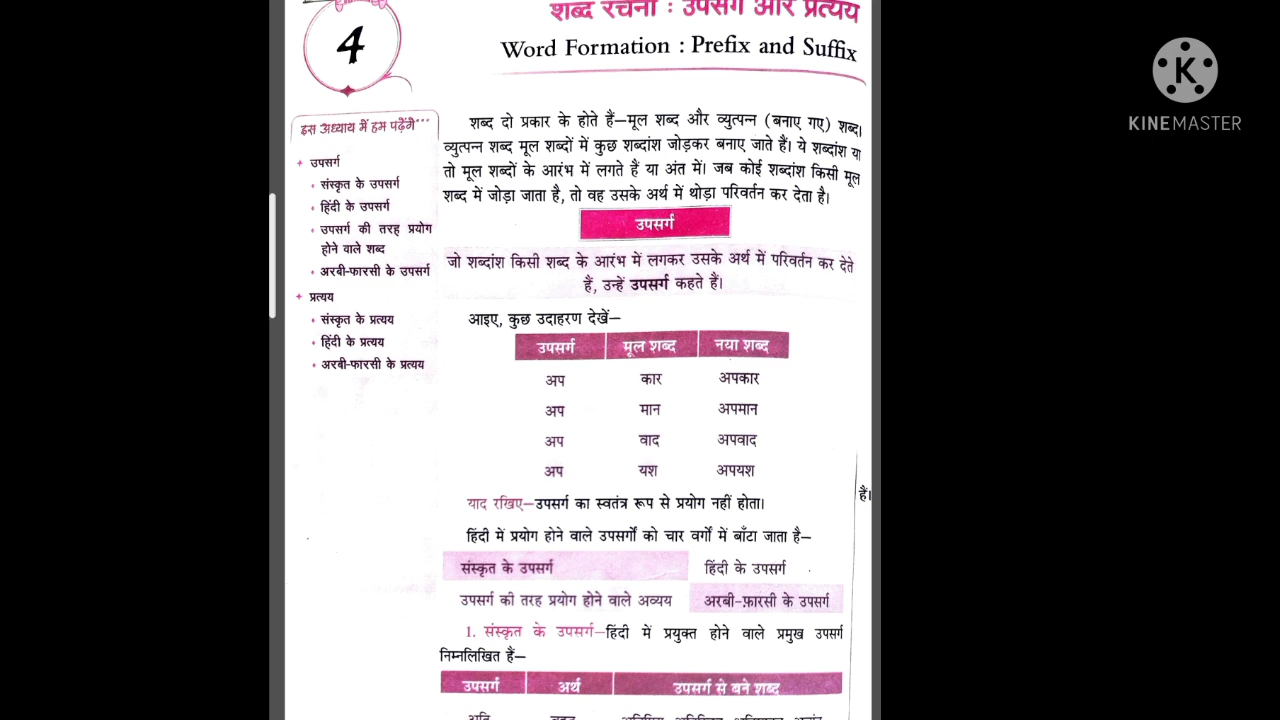 शब्द रचना : उपसर्ग और प्रत्यय
4
Word Formation : Prefix and Suffix
K
KINEMASTER
इस अध्याय में हम पढ़ेंगे...
उपसर्ग
संस्कृत के उपसर्ग
हिंदी के उपसर्ग
उपसर्ग की तरह प्रयोग
होने वाले शब्द
अरबी-फारसी के उपसर्ग
प्रत्यय
संस्कृत के प्रत्यय
हिंदी के प्रत्यय
अरबी-फारसी के प्रत्यय
शब्द दो प्रकार के होते हैं—मूल शब्द और व्युत्पन्न (बनाए गए) शब्द।
व्युत्पन्न शब्द मूल शब्दों में कुछ शब्दांश जोड़कर बनाए जाते हैं। ये शब्दांश या
तो मूल शब्दों के आरंभ में लगते हैं या अंत में। जब कोई शब्दांश किसी मूल
शब्द में जोड़ा जाता है, तो वह उसके अर्थ में थोड़ा परिवर्तन कर देता है।
उपसर्ग
जो शब्दांश किसी शब्द के आरंभ में लगकर उसके अर्थ में परिवर्तन कर देते
हैं, उन्हें उपसर्ग कहते हैं।
आइए, कुछ उदाहरण देखें—
उपसर्ग मूल शब्द नया शब्द
अप कार अपकार
अप मान अपमान
अप वाद अपवाद
अप यश अपयश
हैं।
याद रखिए—उपसर्ग का स्वतंत्र रूप से प्रयोग नहीं होता।
हिंदी में प्रयोग होने वाले उपसर्गों को चार वर्गों में बाँटा जाता है—
संस्कृत के उपसर्ग हिंदी के उपसर्ग
उपसर्ग की तरह प्रयोग होने वाले अव्यय अरबी-फ़ारसी के उपसर्ग
1. संस्कृत के उपसर्ग—हिंदी में प्रयुक्त होने वाले प्रमुख उपसर्ग
निम्नलिखित हैं—
उपसर्ग अर्थ उपसर्ग से बने शब्द